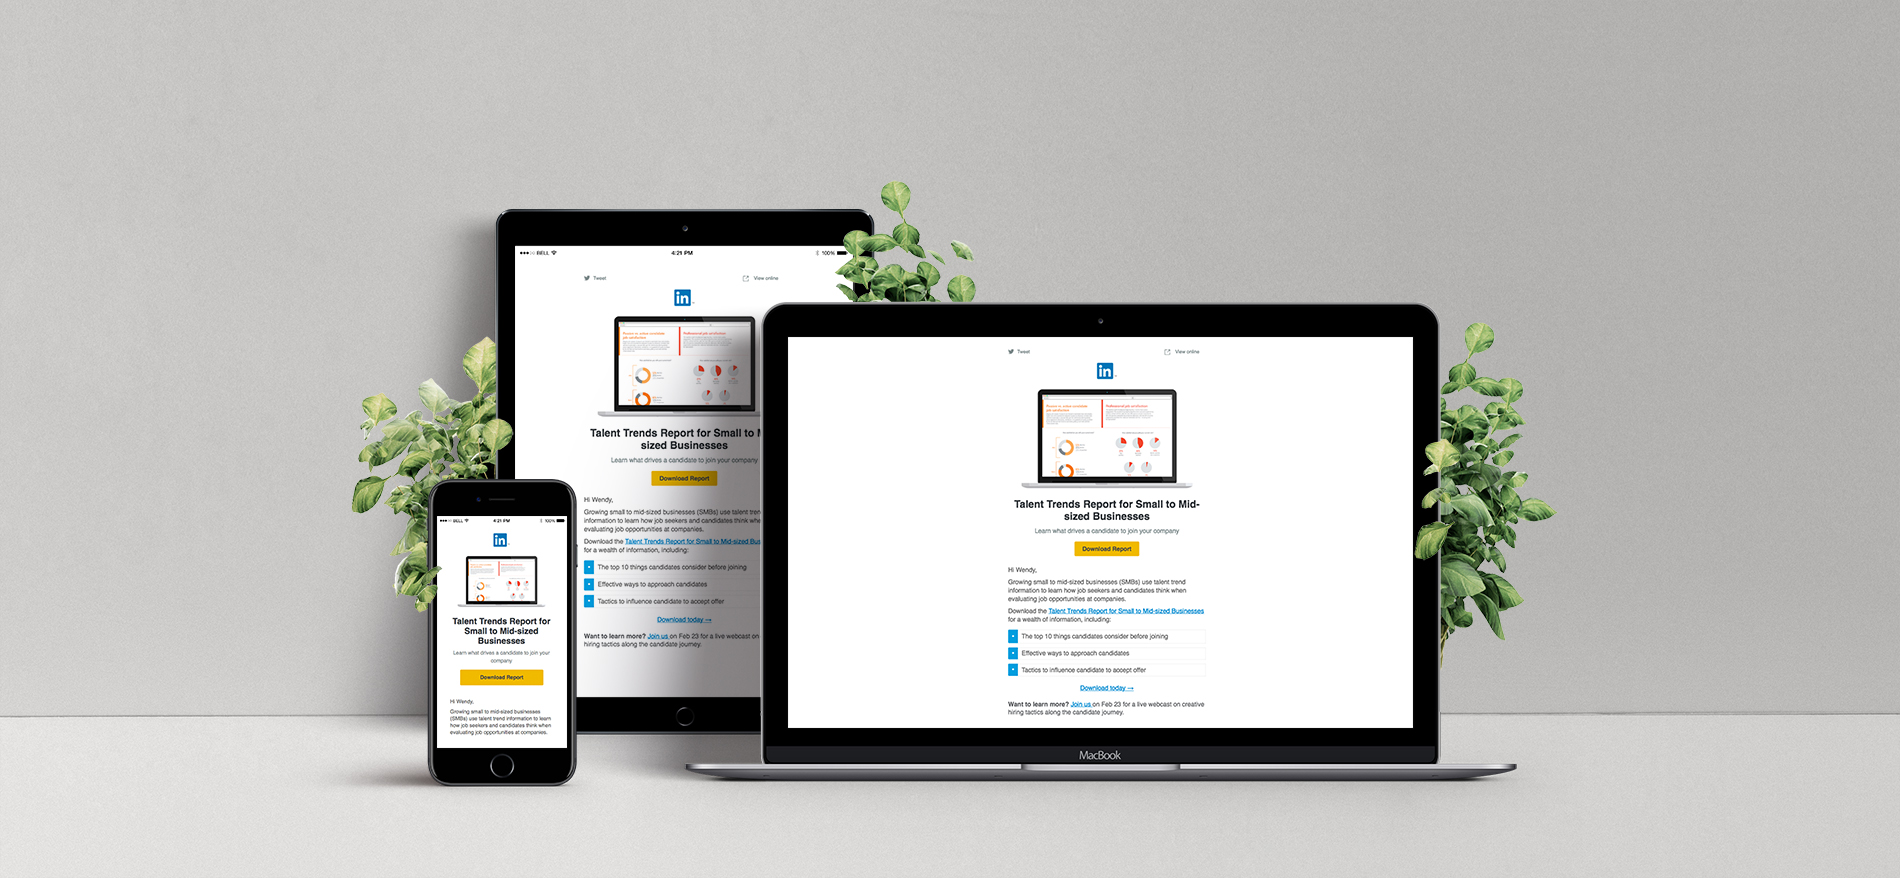 ●●●○○ BELL
4:21 PM
100%
Tweet
View online
in
Talent Trends Report for Small to M
sized Businesses
Learn what drives a candidate to join your company
Download Report
Hi Wendy,
Growing small to mid-sized businesses (SMBs) use talent tren
information to learn how job seekers and candidates think whe
evaluating job opportunities at companies.
Download the Talent Trends Report for Small to Mid-sized Bus
for a wealth of information, including:
The top 10 things candidates consider before joining
Effective ways to approach candidates
Tactics to influence candidate to accept offer
Download today →
Want to learn more? Join us on Feb 23 for a live webcast on
hiring tactics along the candidate journey.
●●●○○ BELL
4:21 PM
100%
in
Talent Trends Report for
Small to Mid-sized
Businesses
Learn what drives a candidate to join your
company
Download Report
Hi Wendy,
Growing small to mid-sized businesses
(SMBs) use talent trend information to learn
how job seekers and candidates think when
evaluating job opportunities at companies.
Tweet
View online
in
Talent Trends Report for Small to Mid-
sized Businesses
Learn what drives a candidate to join your company
Download Report
Hi Wendy,
Growing small to mid-sized businesses (SMBs) use talent trend
information to learn how job seekers and candidates think when
evaluating job opportunities at companies.
Download the Talent Trends Report for Small to Mid-sized Businesses
for a wealth of information, including:
The top 10 things candidates consider before joining
Effective ways to approach candidates
Tactics to influence candidate to accept offer
Download today →
Want to learn more? Join us on Feb 23 for a live webcast on creative
hiring tactics along the candidate journey.
MacBook